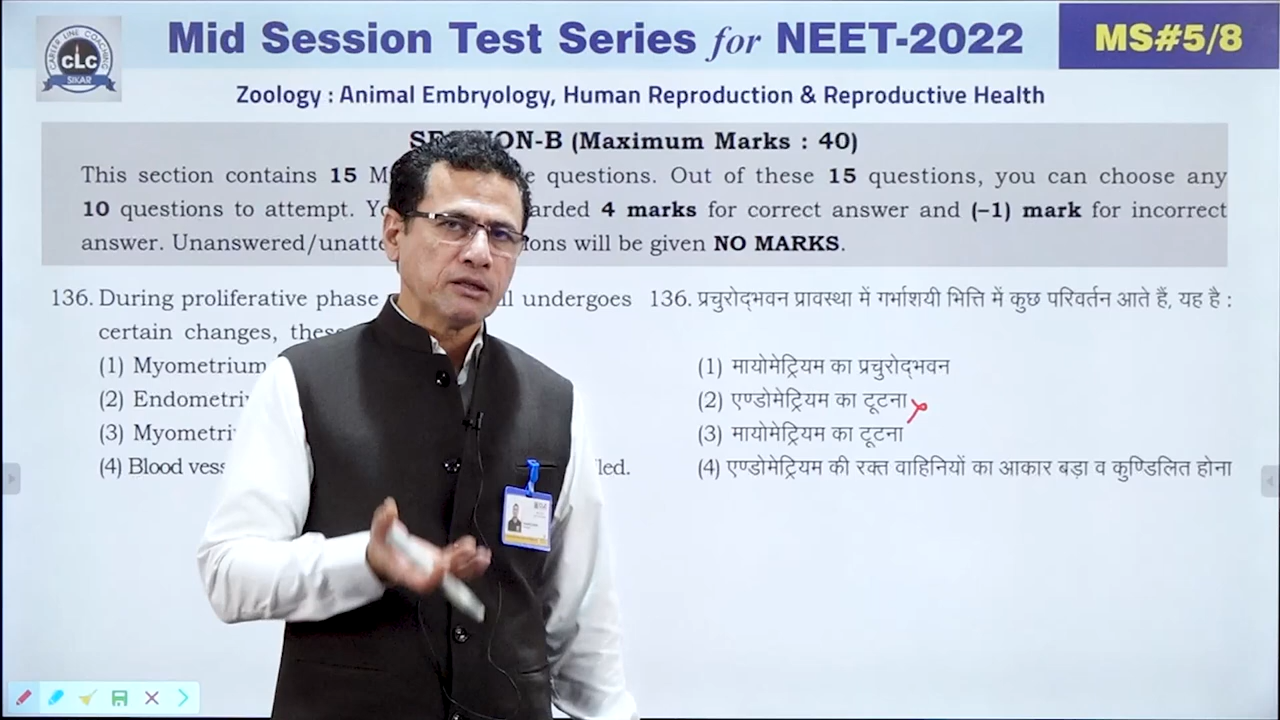 Mid Session Test Series for NEET-2022
MS#5/8
CAREER LINE COACHING
CLC
SIKAR
Zoology : Animal Embryology, Human Reproduction & Reproductive Health
ON-B (Maximum Marks : 40)
This section contains 15 M e questions. Out of these 15 questions, you can choose any
10 questions to attempt. Y arded 4 marks for correct answer and (–1) mark for incorrect
answer. Unanswered/unatte ons will be given NO MARKS.
136. During proliferative phase ll undergoes
certain changes, these
(1) Myometrium
(2) Endometri
(3) Myometri
(4) Blood vess led.
136. प्रचुरोद्भवन प्रावस्था में गर्भाशयी भित्ति में कुछ परिवर्तन आते हैं, यह है :
(1) मायोमेट्रियम का प्रचुरोद्भवन
(2) एण्डोमेट्रियम का टूटना
(3) मायोमेट्रियम का टूटना
(4) एण्डोमेट्रियम की रक्त वाहिनियों का आकार बड़ा व कुण्डिलित होना